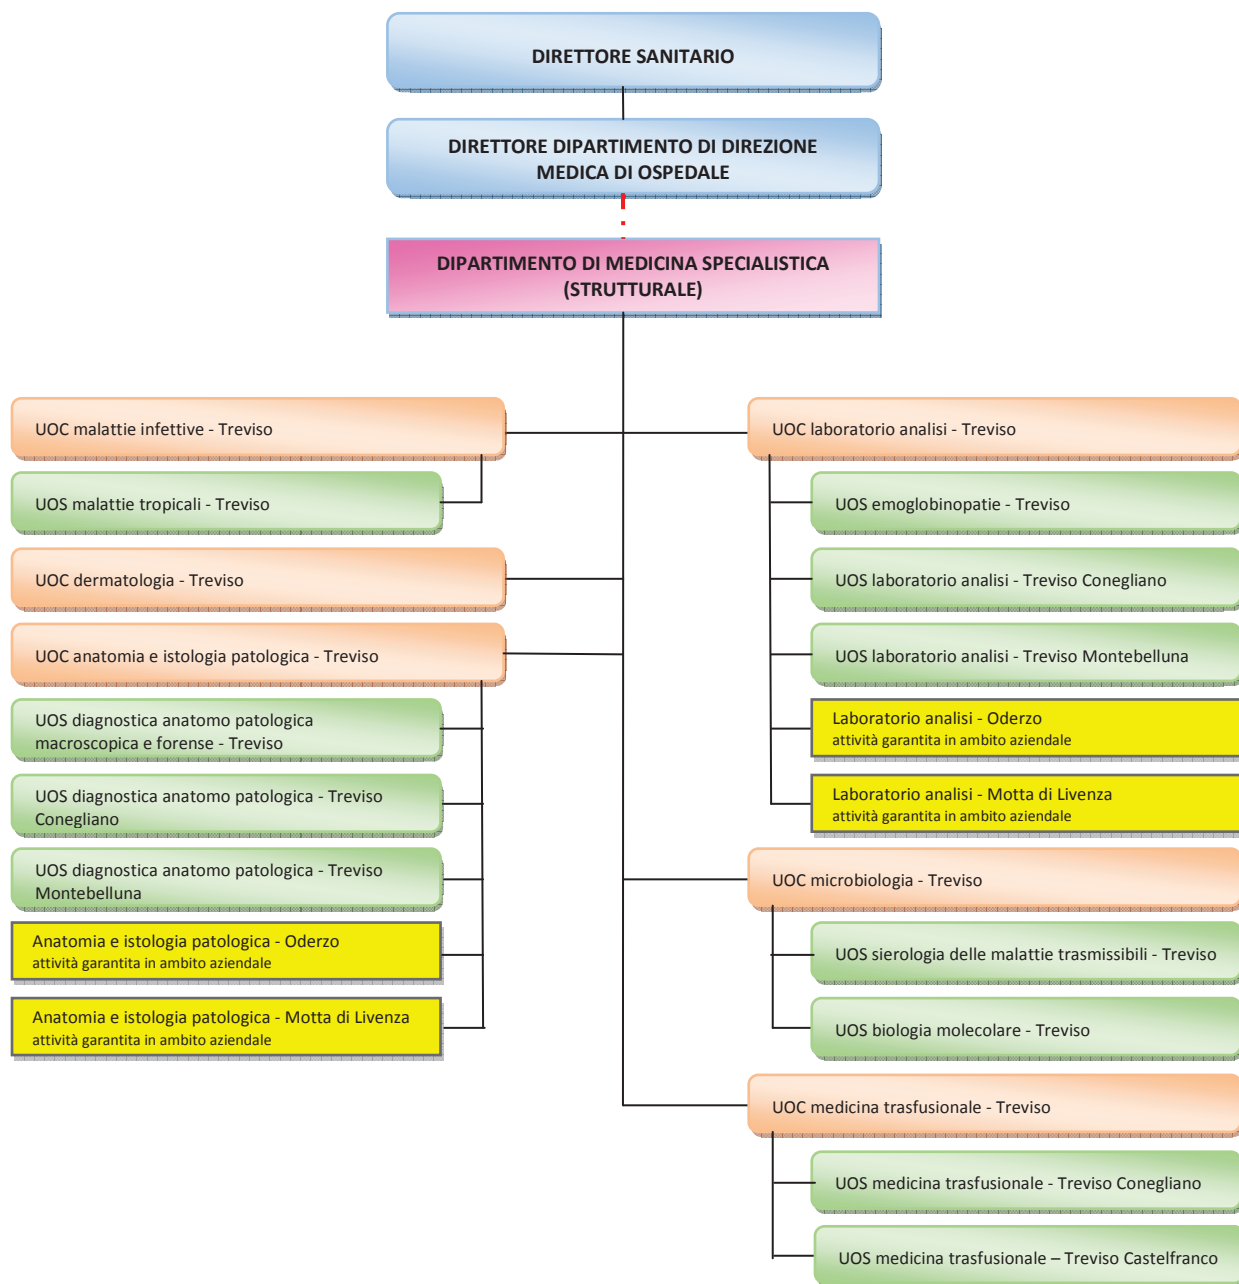 DIRETTORE SANITARIO
DIRETTORE DIPARTIMENTO DI DIREZIONE
MEDICA DI OSPEDALE
DIPARTIMENTO DI MEDICINA SPECIALISTICA
(STRUTTURALE)
UOC malattie infettive - Treviso
UOS malattie tropicali - Treviso
UOC dermatologia - Treviso
UOC anatomia e istologia patologica - Treviso
UOS diagnostica anatomo patologica
macroscopica e forense - Treviso
UOS diagnostica anatomo patologica - Treviso
Conegliano
UOS diagnostica anatomo patologica - Treviso
Montebelluna
Anatomia e istologia patologica - Oderzo
attività garantita in ambito aziendale
Anatomia e istologia patologica - Motta di Livenza
attività garantita in ambito aziendale
UOC laboratorio analisi - Treviso
UOS emoglobinopatie - Treviso
UOS laboratorio analisi - Treviso Conegliano
UOS laboratorio analisi - Treviso Montebelluna
Laboratorio analisi - Oderzo
attività garantita in ambito aziendale
Laboratorio analisi - Motta di Livenza
attività garantita in ambito aziendale
UOC microbiologia - Treviso
UOS sierologia delle malattie trasmissibili - Treviso
UOS biologia molecolare - Treviso
UOC medicina trasfusionale - Treviso
UOS medicina trasfusionale - Treviso Conegliano
UOS medicina trasfusionale – Treviso Castelfranco